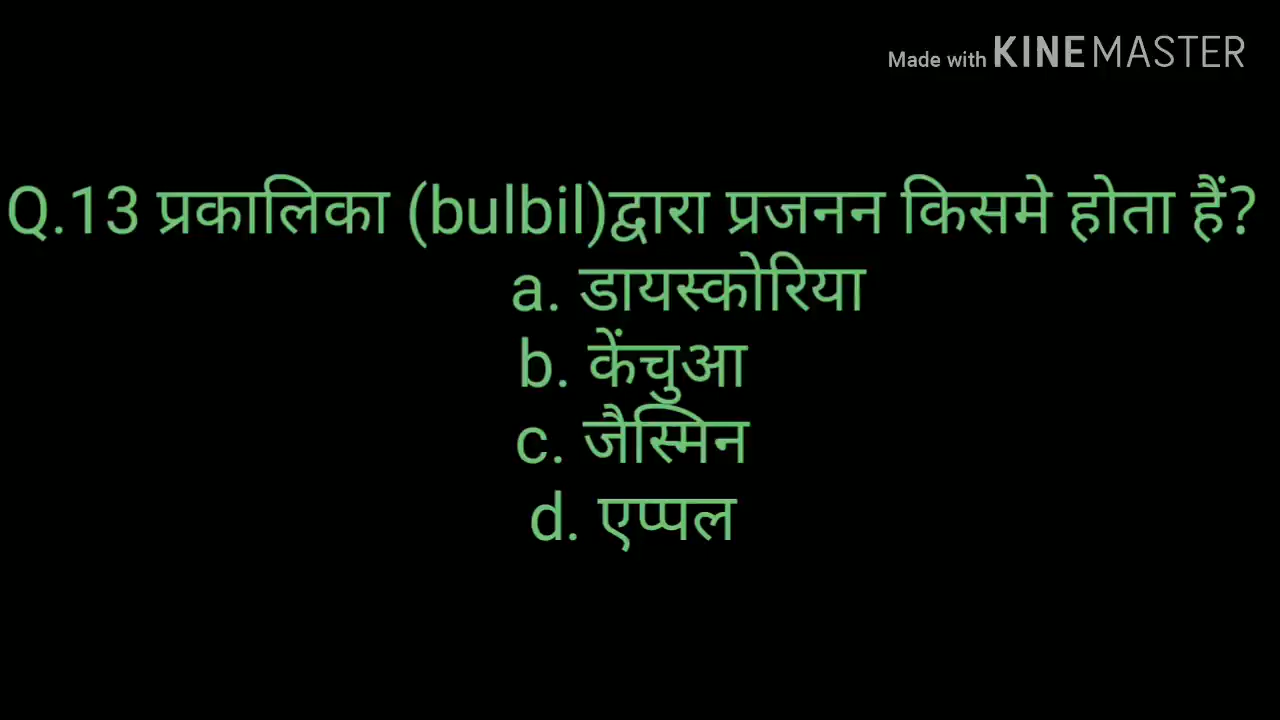 Made with KINEMASTER
Q.13 प्रकालिका (bulbil)द्वारा प्रजनन किसमे होता हैं?
a. डायस्कोरिया
b. केंचुआ
c. जैस्मिन
d. एप्पल